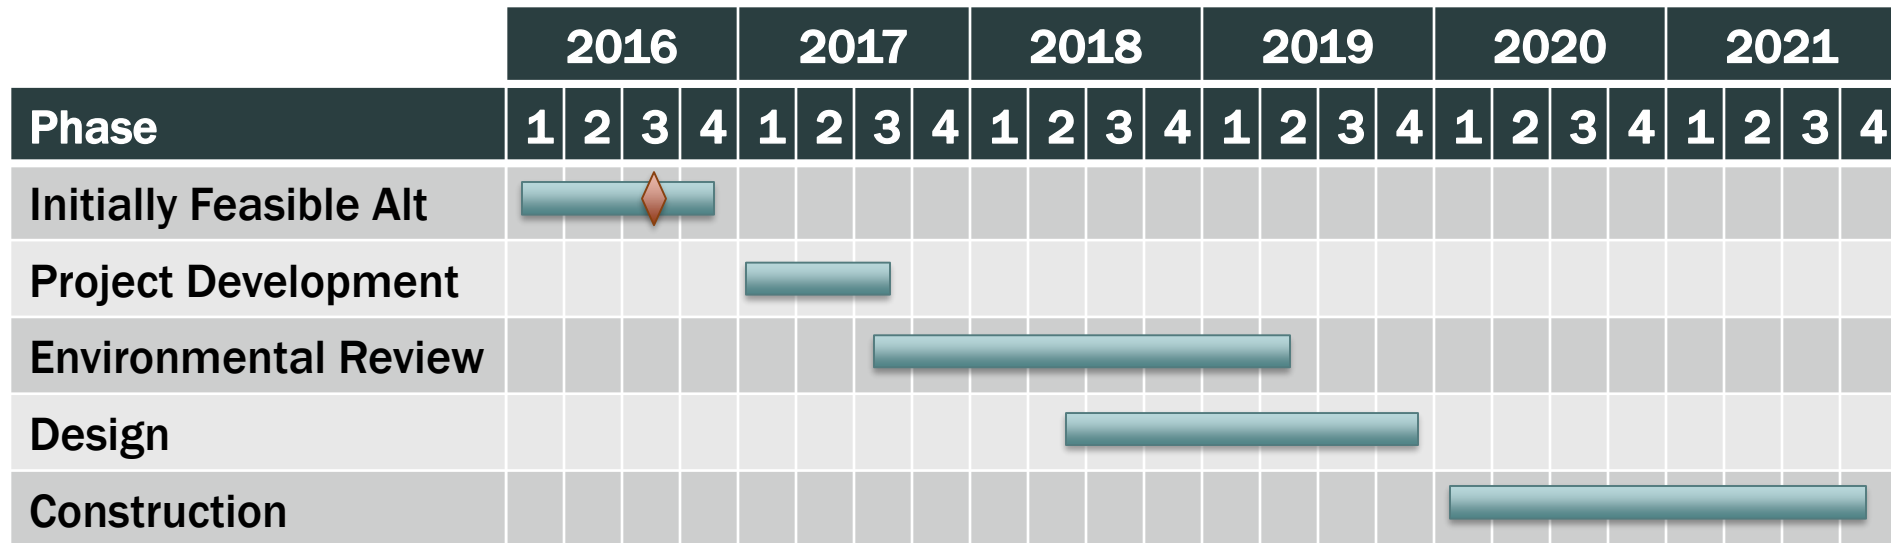 2016 2017 2018 2019 2020 2021
Phase 1 2 3 4 1 2 3 4 1 2 3 4 1 2 3 4 1 2 3 4 1 2 3 4
Initially Feasible Alt
Project Development
Environmental Review
Design
Construction